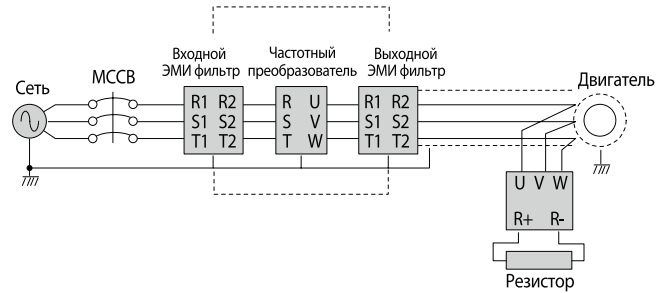 Сеть
МССВ
Входной
ЭМИ фильтр
Частотный
преобразователь
Выходной
ЭМИ фильтр
Двигатель
R1 R2
S1 S2
T1 T2
R U
S V
T W
R1 R2
S1 S2
T1 T2
U V W
R+ R-
Резистор